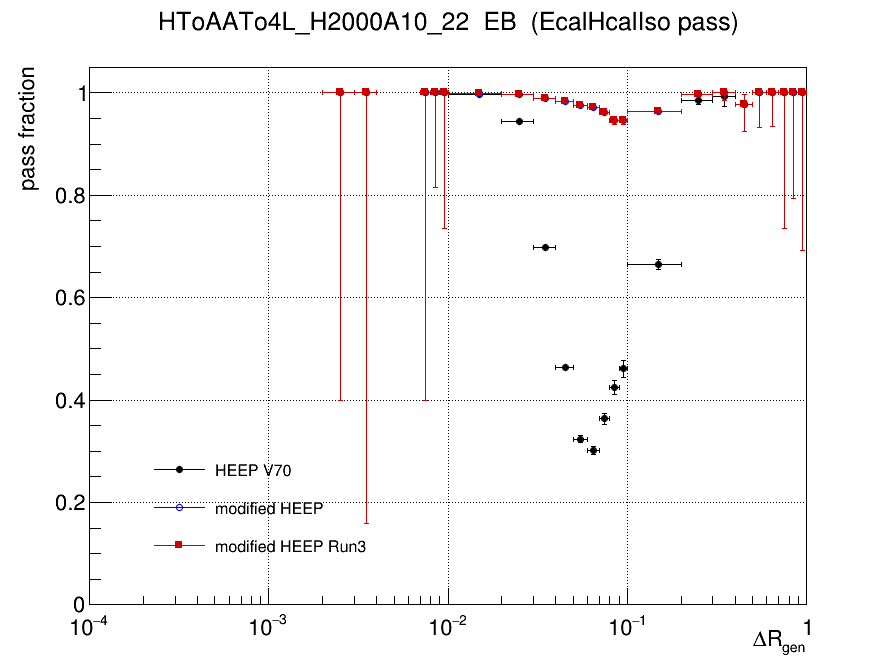 HToAATo4L_H2000A10_22 EB (EcalHcalIso pass)
pass fraction
1
0.8
0.6
0.4
0.2
0
HEEP V70
modified HEEP
modified HEEP Run3
10⁻⁴ 10⁻³ 10⁻² 10⁻¹ 1
ΔR_gen